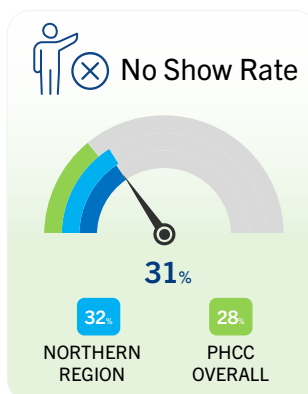 No Show Rate
31%
32%
28%
NORTHERN
REGION
PHCC
OVERALL